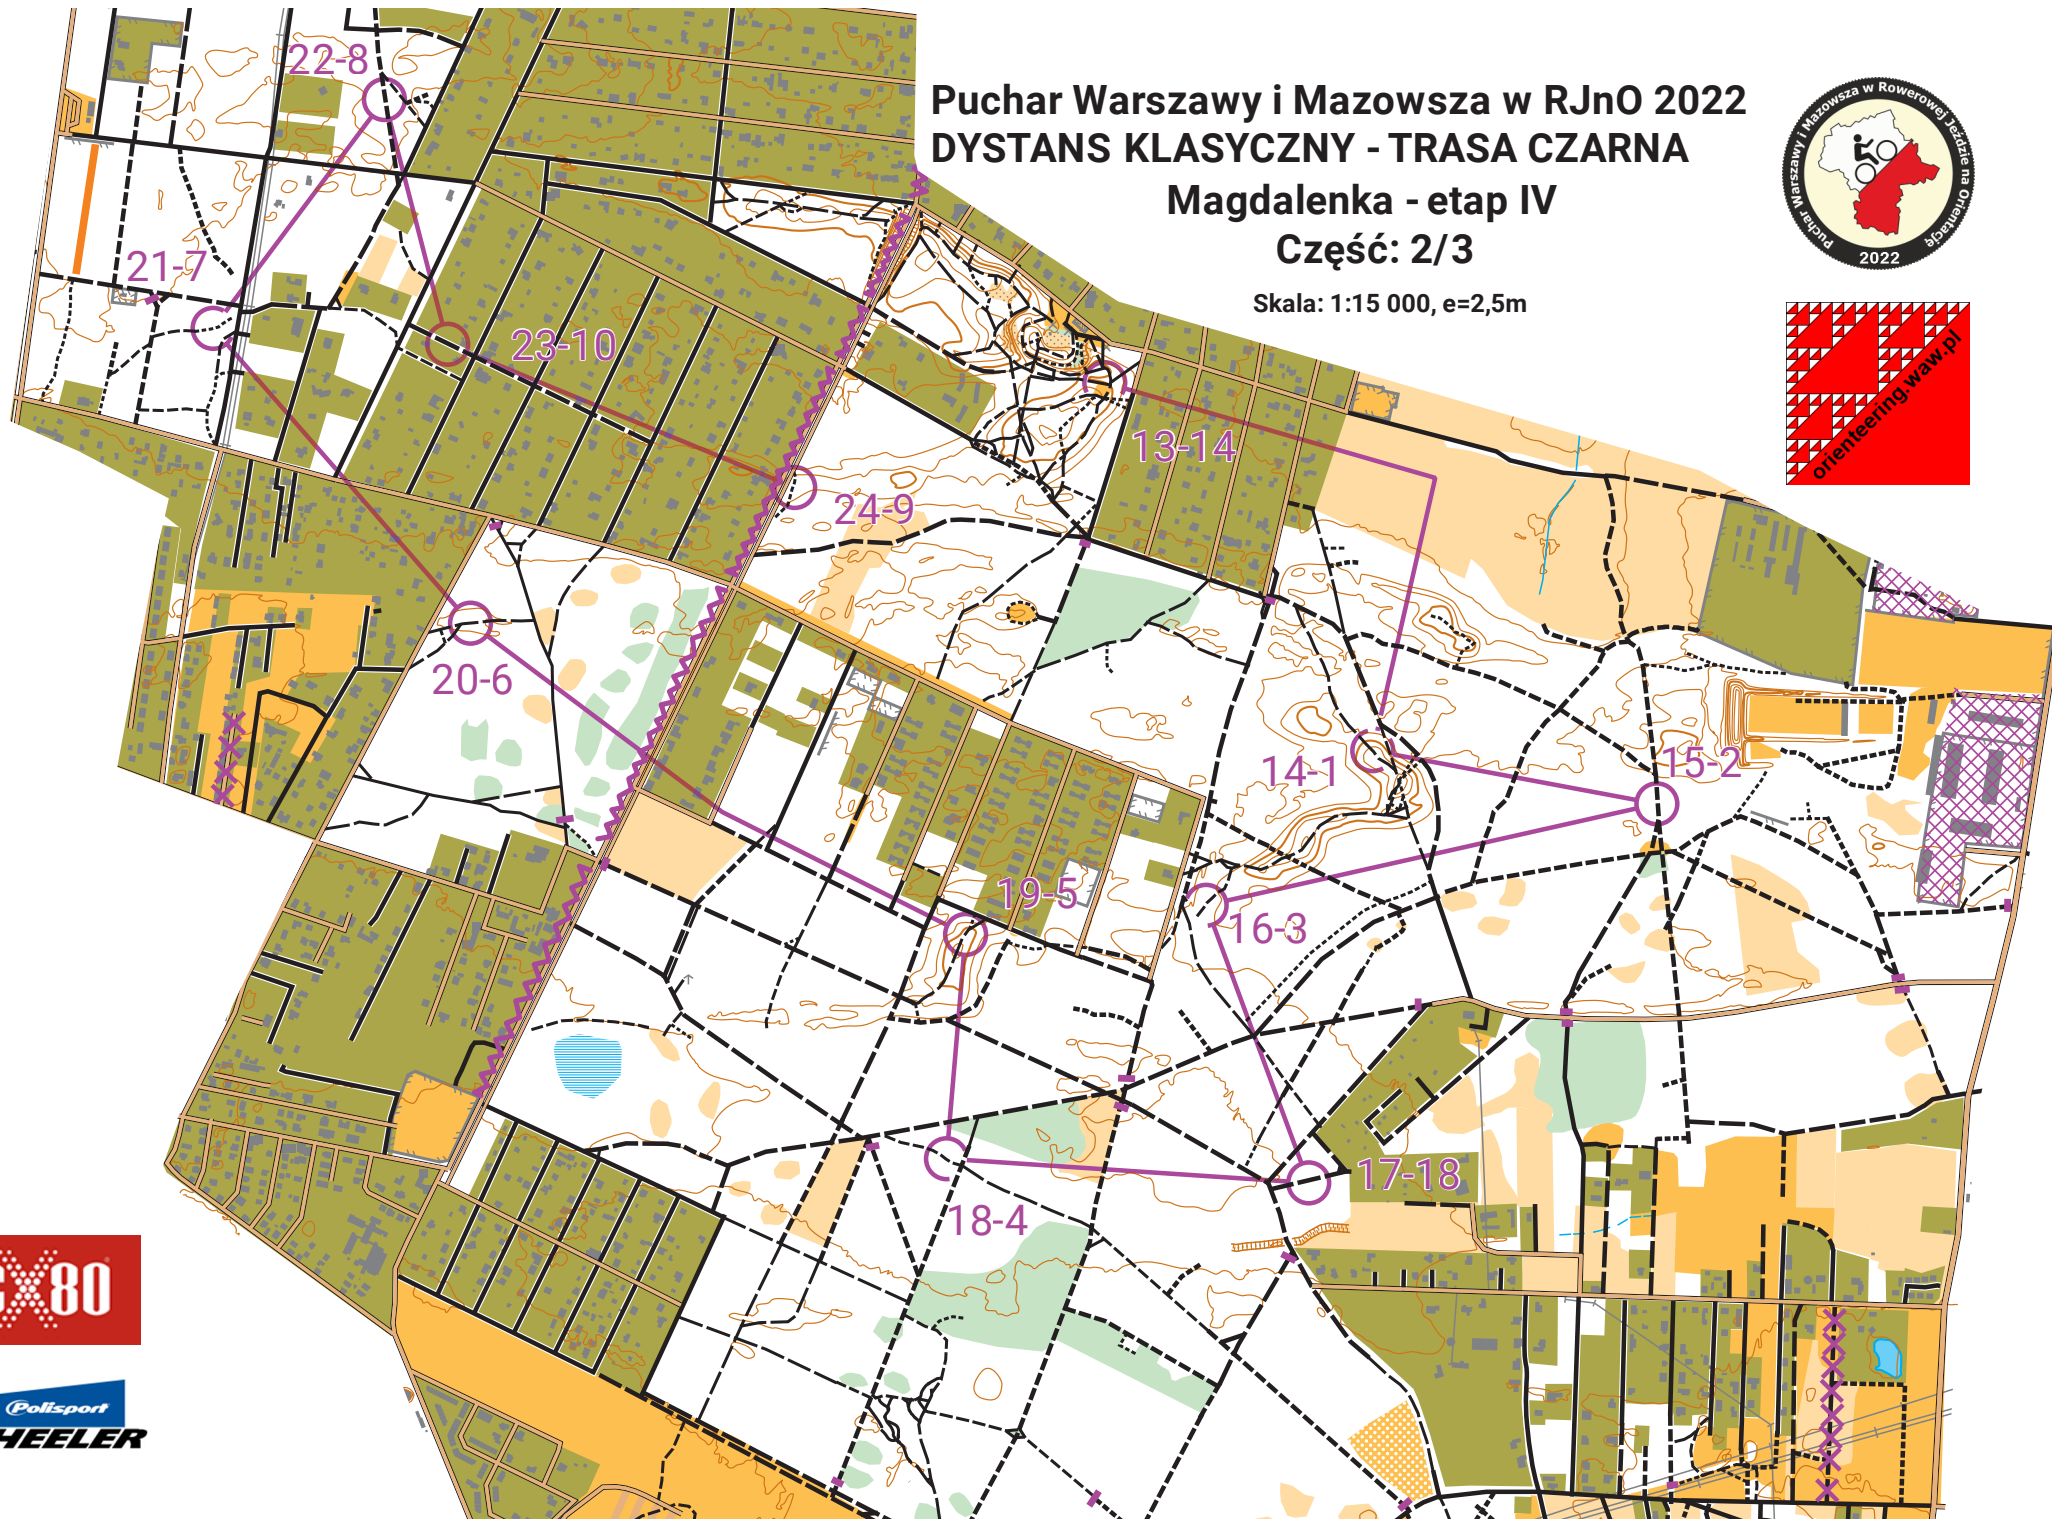 Puchar Warszawy i Mazowsza w RJnO 2022
DYSTANS KLASYCZNY - TRASA CZARNA
Magdalenka - etap IV
Część: 2/3
Skala: 1:15 000, e=2,5m
Puchar Warszawy i Mazowsza w Rowerowej Jeździe na Orientację
2022
orienteering.waw.pl
22-8
21-7
23-10
24-9
13-14
20-6
14-1
15-2
19-5
16-3
17-18
18-4
X80
Polisport
HEELER